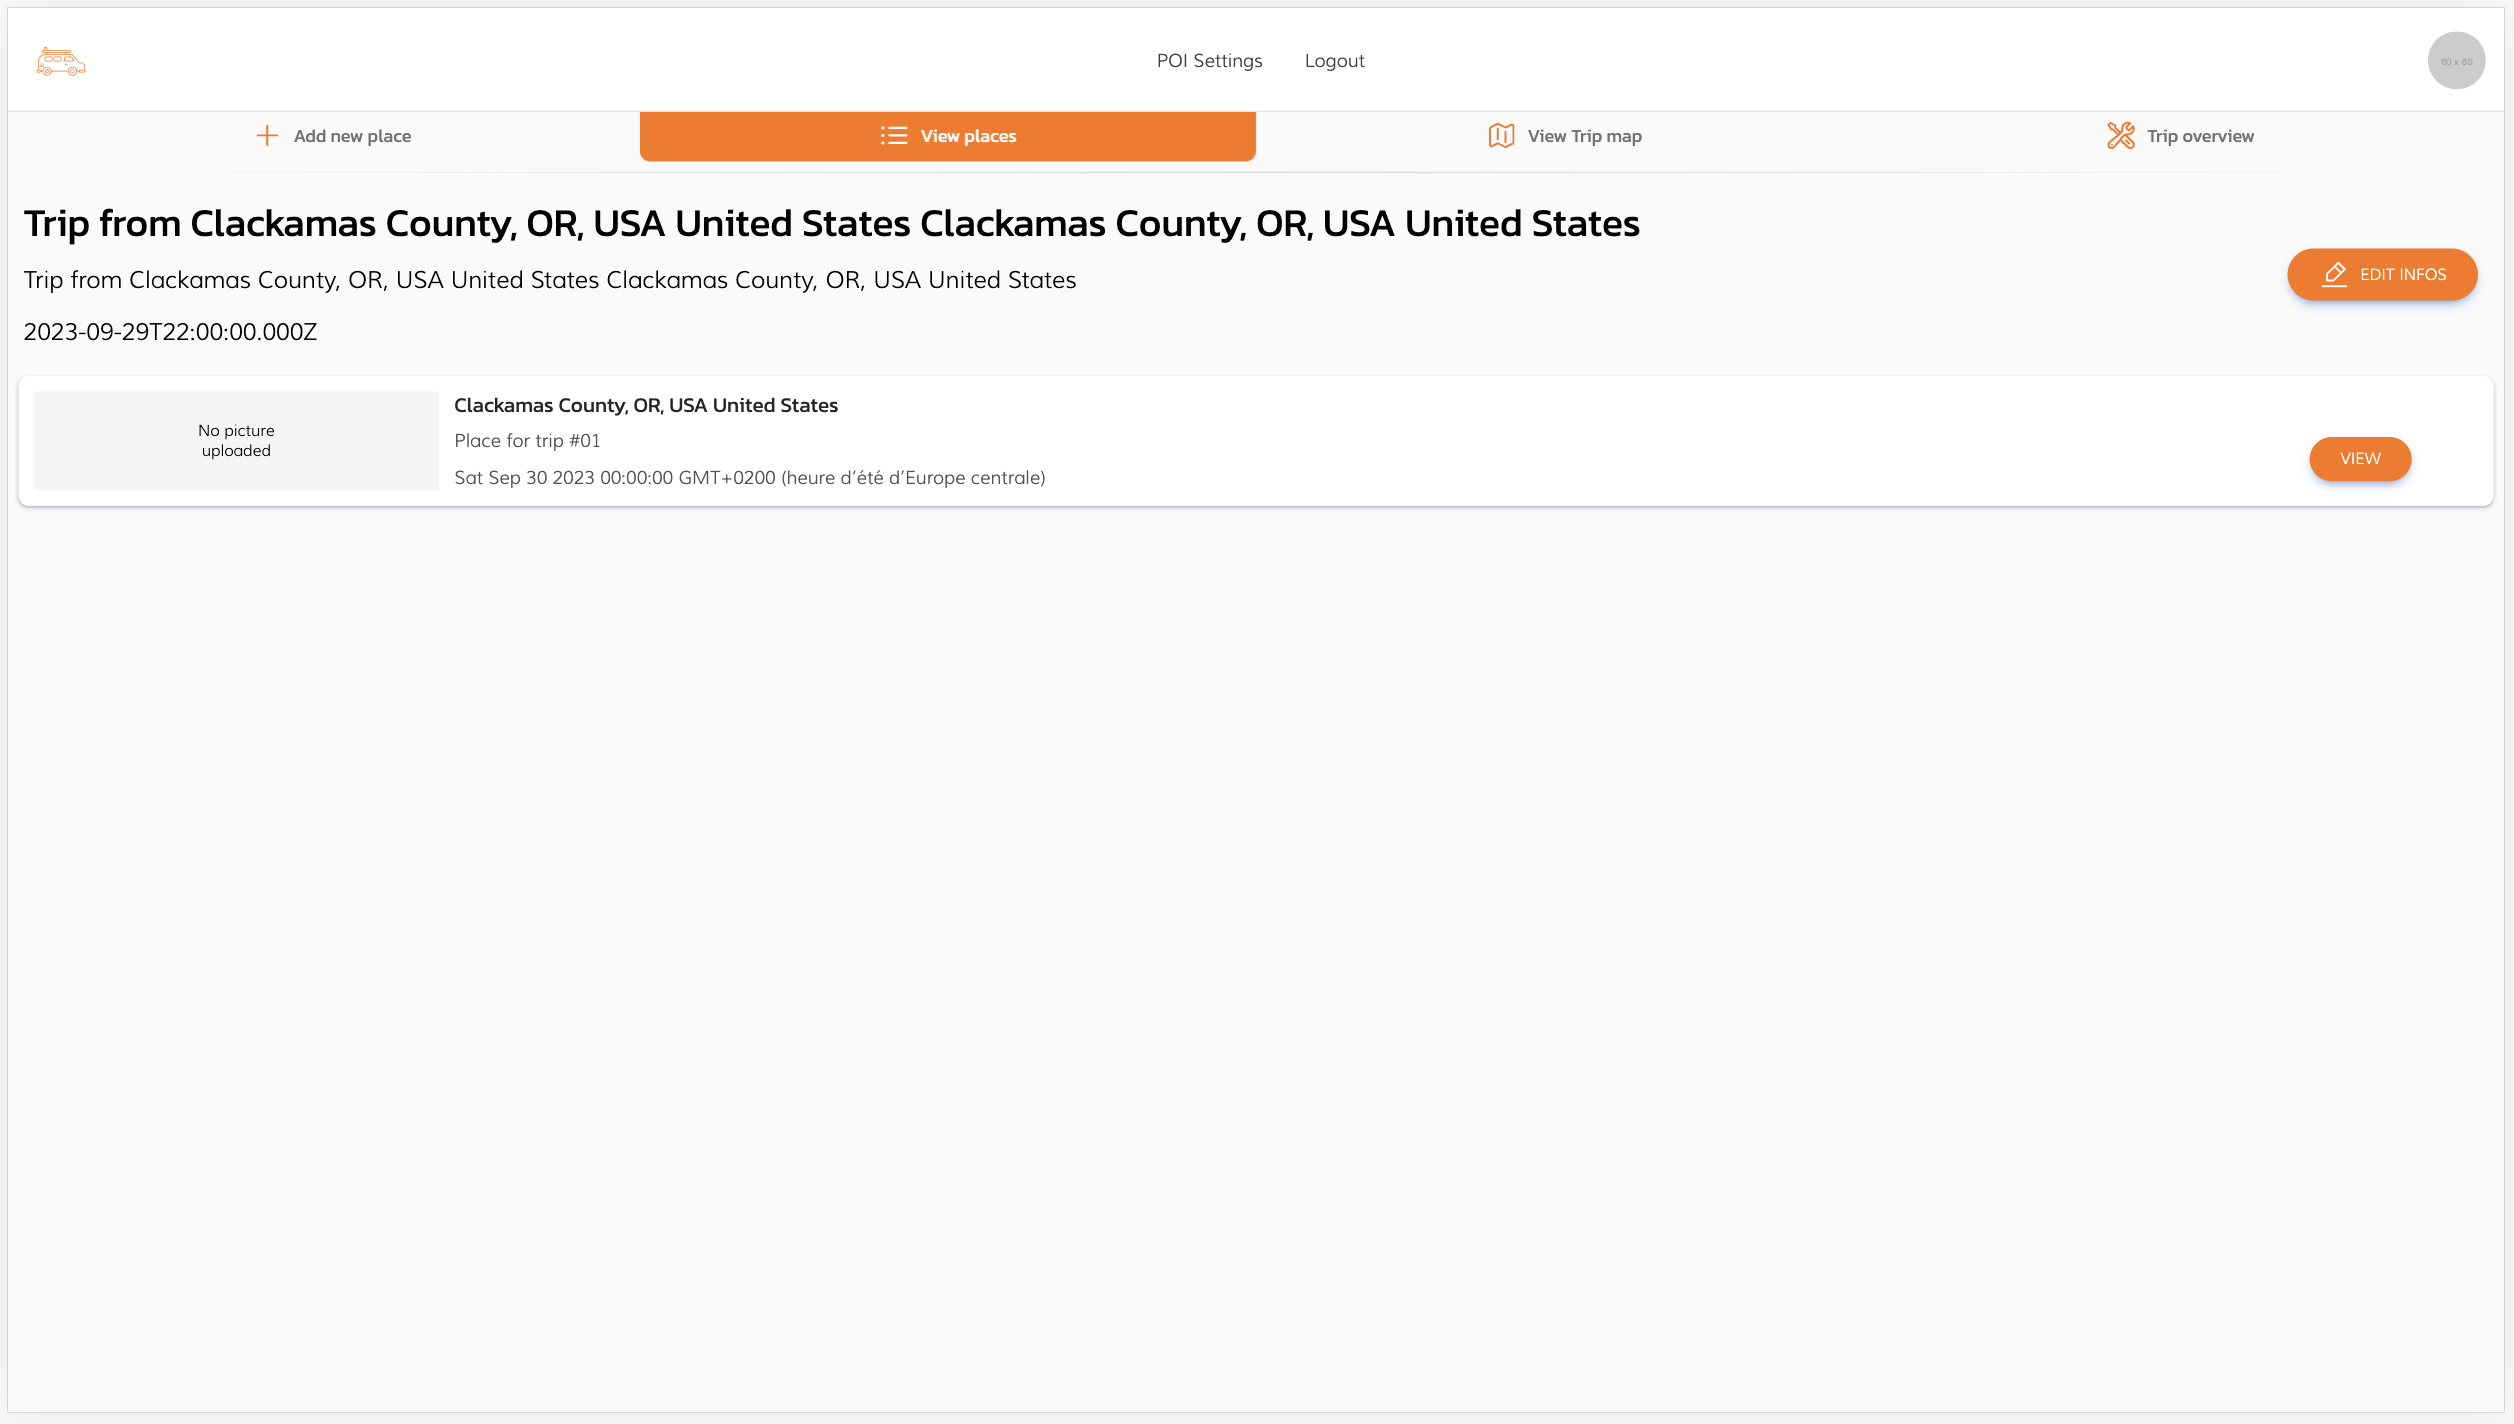 POI Settings
Logout
60 x 60
Add new place
View places
View Trip map
Trip overview
Trip from Clackamas County, OR, USA United States Clackamas County, OR, USA United States
Trip from Clackamas County, OR, USA United States Clackamas County, OR, USA United States
EDIT INFOS
2023-09-29T22:00:00.000Z
No picture
uploaded
Clackamas County, OR, USA United States
Place for trip #01
Sat Sep 30 2023 00:00:00 GMT+0200 (heure d’été d’Europe centrale)
VIEW